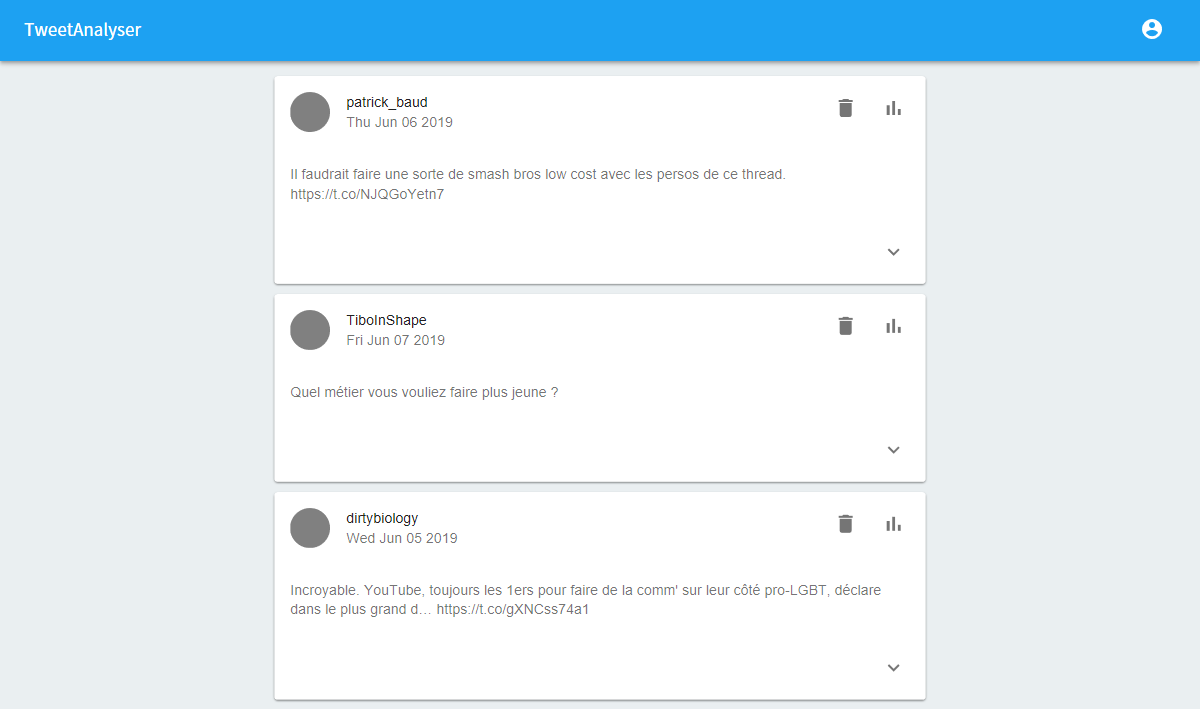 TweetAnalyser
patrick_baud
Thu Jun 06 2019
Il faudrait faire une sorte de smash bros low cost avec les persos de ce thread.
https://t.co/NJQGoYetn7
TiboInShape
Fri Jun 07 2019
Quel métier vous vouliez faire plus jeune ?
dirtybiology
Wed Jun 05 2019
Incroyable. YouTube, toujours les 1ers pour faire de la comm' sur leur côté pro-LGBT, déclare
dans le plus grand d… https://t.co/gXNCss74a1